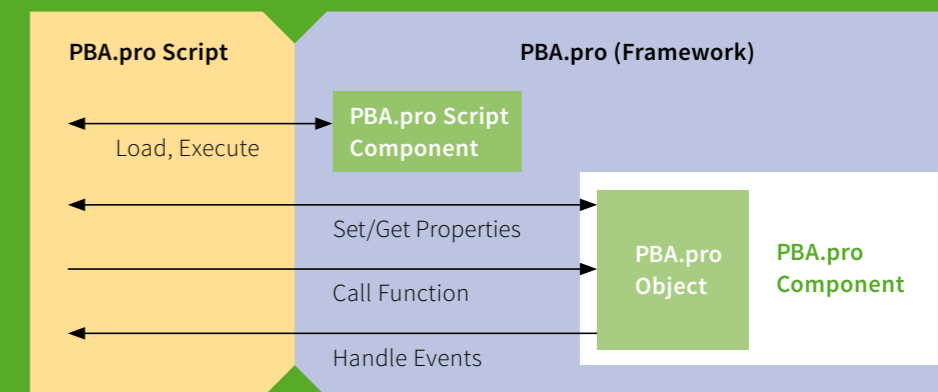 PBA.pro Script
PBA.pro (Framework)
PBA.pro Script
Component
Load, Execute
Set/Get Properties
PBA.pro
Object
PBA.pro
Component
Call Function
Handle Events